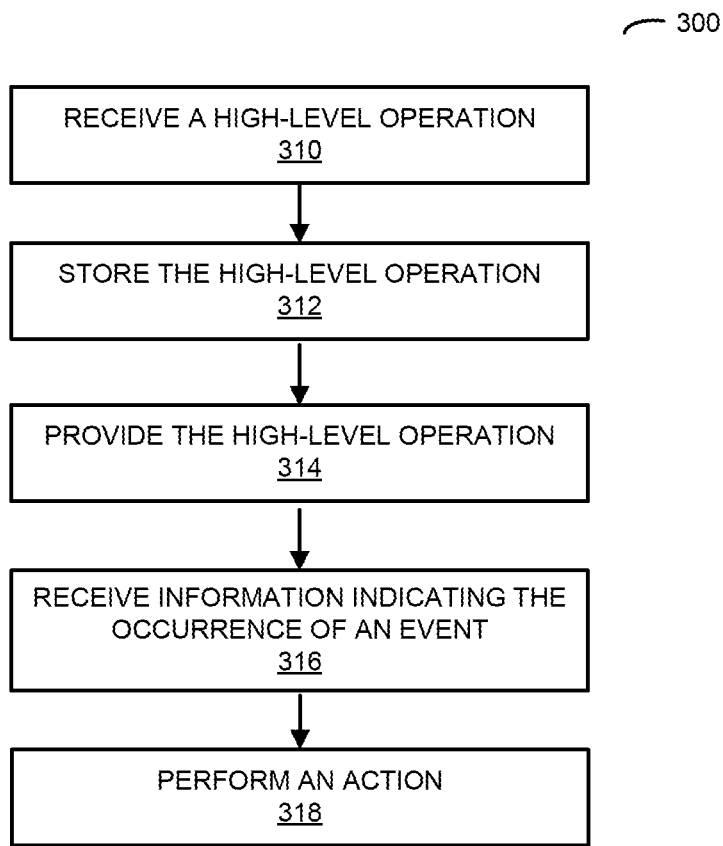 300
RECEIVE A HIGH-LEVEL OPERATION
310
STORE THE HIGH-LEVEL OPERATION
312
PROVIDE THE HIGH-LEVEL OPERATION
314
RECEIVE INFORMATION INDICATING THE
OCCURRENCE OF AN EVENT
316
PERFORM AN ACTION
318